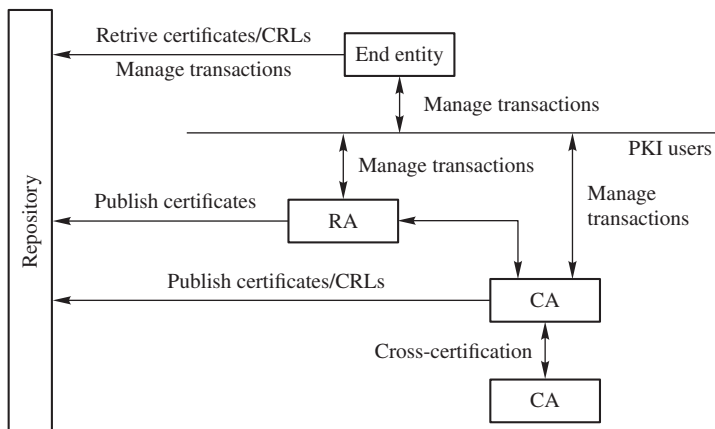 Retrive certificates/CRLs
End entity
Manage transactions
Manage transactions
PKI users
Manage transactions
Manage
transactions
Publish certificates
RA
Repository
Publish certificates/CRLs
CA
Cross-certification
CA